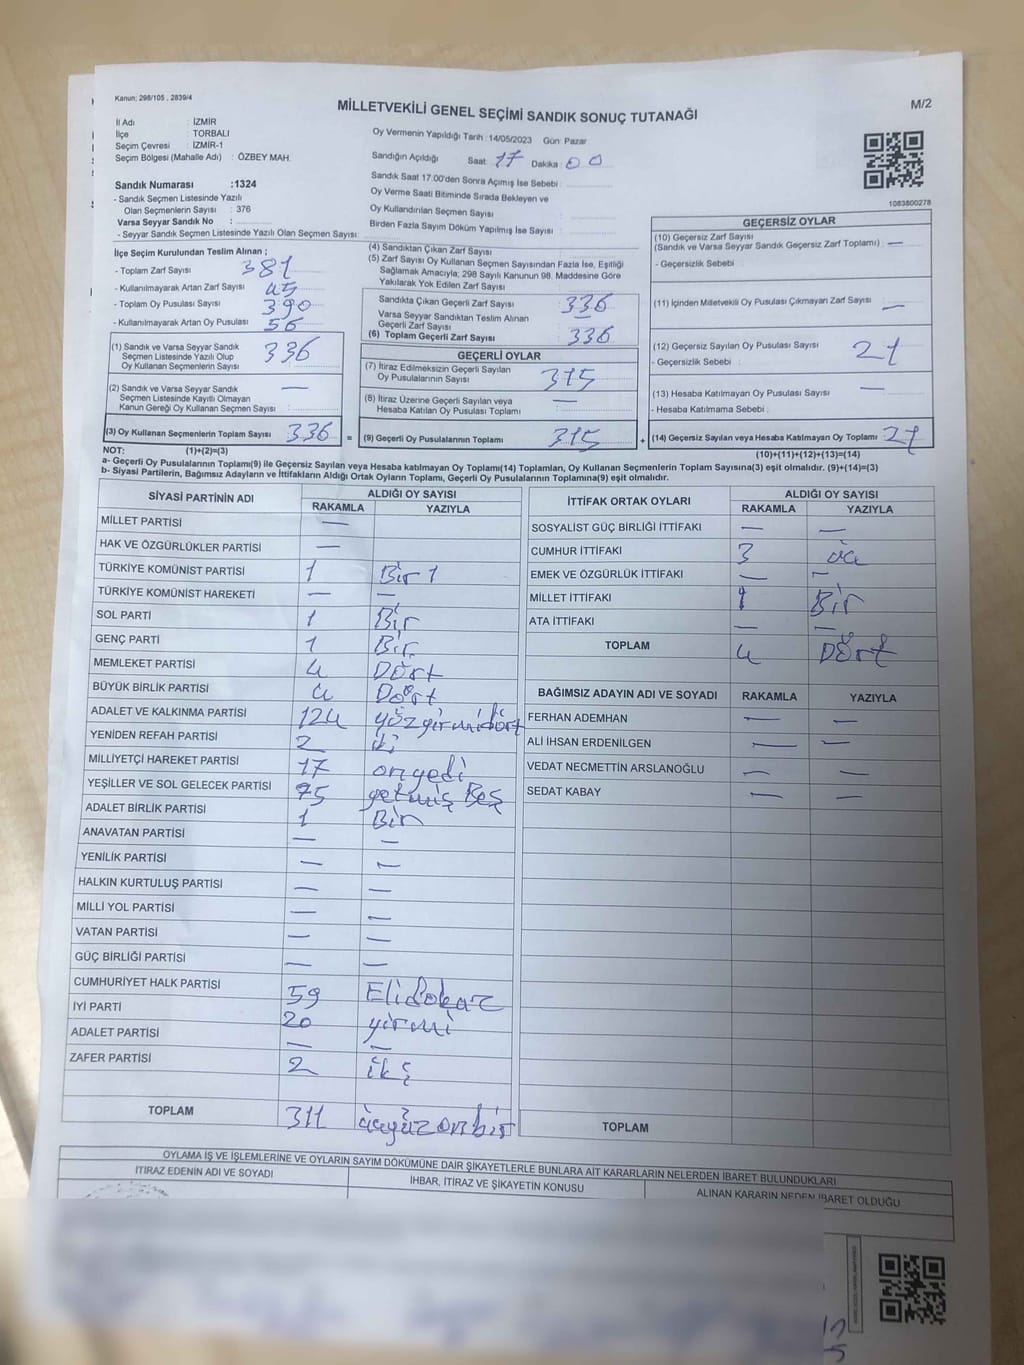 Kanun; 298/105 , 2839/4
MİLLETVEKİLİ GENEL SEÇİMİ SANDIK SONUÇ TUTANAĞI
M/2
İl Adı : İZMİR
İlçe : TORBALI
Seçim Çevresi : İZMİR-1
Seçim Bölgesi (Mahalle Adı) : ÖZBEY MAH.
Oy Vermenin Yapıldığı Tarih : 14/05/2023 Gün: Pazar
Sandığın Açıldığı Saat: 17 Dakika : 00
Sandık Saat 17:00'den Sonra Açımış İse Sebebi :
Oy Verme Saati Bitiminde Sırada Bekleyen ve
Oy Kullandırılan Seçmen Sayısı :
Birden Fazla Sayım Döküm Yapılmış İse Sayısı :
1083800278
Sandık Numarası :1324
- Sandık Seçmen Listesinde Yazılı
Olan Seçmenlerin Sayısı : 376
Varsa Seyyar Sandık No :
- Seyyar Sandık Seçmen Listesinde Yazılı Olan Seçmen Sayısı:
İlçe Seçim Kurulundan Teslim Alınan ;
- Toplam Zarf Sayısı 381
- Kullanılmayarak Artan Zarf Sayısı 45
- Toplam Oy Pusulası Sayısı 390
- Kullanılmayarak Artan Oy Pusulası 56
(1) Sandık ve Varsa Seyyar Sandık
Seçmen Listesinde Yazılı Olup
Oy Kullanan Seçmenlerin Sayısı : 336
(2) Sandık ve Varsa Seyyar Sandık
Seçmen Listesinde Kayıtlı Olmayan
Kanun Gereği Oy Kullanan Seçmen Sayısı : —
(3) Oy Kullanan Seçmenlerin Toplam Sayısı 336 =
(4) Sandıktan Çıkan Zarf Sayısı :
(5) Zarf Sayısı Oy Kullanan Seçmen Sayısından Fazla İse, Eşitliği
Sağlamak Amacıyla; 298 Sayılı Kanunun 98. Maddesine Göre
Yakılarak Yok Edilen Zarf Sayısı :
Sandıkta Çıkan Geçerli Zarf Sayısı : 336
Varsa Seyyar Sandıktan Teslim Alınan
Geçerli Zarf Sayısı : —
(6) Toplam Geçerli Zarf Sayısı : 336
GEÇERLİ OYLAR
(7) İtiraz Edilmeksizin Geçerli Sayılan
Oy Pusulalarının Sayısı : 315
(8) İtiraz Üzerine Geçerli Sayılan veya
Hesaba Katılan Oy Pusulası Toplamı : —
(9) Geçerli Oy Pusulalarının Toplamı 315 +
GEÇERSİZ OYLAR
(10) Geçersiz Zarf Sayısı
(Sandık ve Varsa Seyyar Sandık Geçersiz Zarf Toplamı) : —
- Geçersizlik Sebebi :
(11) İçinden Milletvekili Oy Pusulası Çıkmayan Zarf Sayısı : —
(12) Geçersiz Sayılan Oy Pusulası Sayısı : 21
- Geçersizlik Sebebi :
(13) Hesaba Katılmayan Oy Pusulası Sayısı : —
- Hesaba Katılmama Sebebi :
(14) Geçersiz Sayılan veya Hesaba Katılmayan Oy Toplamı : 21
NOT: (1)+(2)=(3)
(10)+(11)+(12)+(13)=(14)
a- Geçerli Oy Pusulalarının Toplamı(9) ile Geçersiz Sayılan veya Hesaba katılmayan Oy Toplamı(14) Toplamları, Oy Kullanan Seçmenlerin Toplam Sayısına(3) eşit olmalıdır. (9)+(14)=(3)
b- Siyasi Partilerin, Bağımsız Adayların ve İttifakların Aldığı Ortak Oyların Toplamı, Geçerli Oy Pusulalarının Toplamına(9) eşit olmalıdır.
SİYASİ PARTİNİN ADI ALDIĞI OY SAYISI
RAKAMLA YAZIYLA
MİLLET PARTİSİ —
HAK VE ÖZGÜRLÜKLER PARTİSİ —
TÜRKİYE KOMÜNİST PARTİSİ 1 Bir 1
TÜRKİYE KOMÜNİST HAREKETİ — —
SOL PARTİ 1 Bir
GENÇ PARTİ 1 Bir
MEMLEKET PARTİSİ 4 Dört
BÜYÜK BİRLİK PARTİSİ 4 Dört
ADALET VE KALKINMA PARTİSİ 124 yözyirmidört
YENİDEN REFAH PARTİSİ 2 iki
MİLLİYETÇİ HAREKET PARTİSİ 17 onyedi
YEŞİLLER VE SOL GELECEK PARTİSİ 75 yetmiş Beş
ADALET BİRLİK PARTİSİ 1 Bir
ANAVATAN PARTİSİ — —
YENİLİK PARTİSİ — —
HALKIN KURTULUŞ PARTİSİ — —
MİLLİ YOL PARTİSİ — —
VATAN PARTİSİ — —
GÜÇ BİRLİĞİ PARTİSİ — —
CUMHURİYET HALK PARTİSİ 59 Elidokuz
İYİ PARTİ 20 yirmi
ADALET PARTİSİ — —
ZAFER PARTİSİ 2 iki
TOPLAM 311 üçyüzonbir
İTTİFAK ORTAK OYLARI ALDIĞI OY SAYISI
RAKAMLA YAZIYLA
SOSYALİST GÜÇ BİRLİĞİ İTTİFAKI — —
CUMHUR İTTİFAKI 3 üç
EMEK VE ÖZGÜRLÜK İTTİFAKI — —
MİLLET İTTİFAKI 1 Bir
ATA İTTİFAKI — —
TOPLAM 4 Dört
BAĞIMSIZ ADAYIN ADI VE SOYADI RAKAMLA YAZIYLA
FERHAN ADEMHAN — —
ALİ İHSAN ERDENİLGEN — —
VEDAT NECMETTİN ARSLANOĞLU — —
SEDAT KABAY — —
TOPLAM
OYLAMA İŞ VE İŞLEMLERİNE VE OYLARIN SAYIM DÖKÜMÜNE DAİR ŞİKAYETLERLE BUNLARA AİT KARARLARIN NELERDEN İBARET BULUNDUKLARI
İTİRAZ EDENİN ADI VE SOYADI
İHBAR, İTİRAZ VE ŞİKAYETİN KONUSU
ALINAN KARARIN NEDEN İBARET OLDUĞU